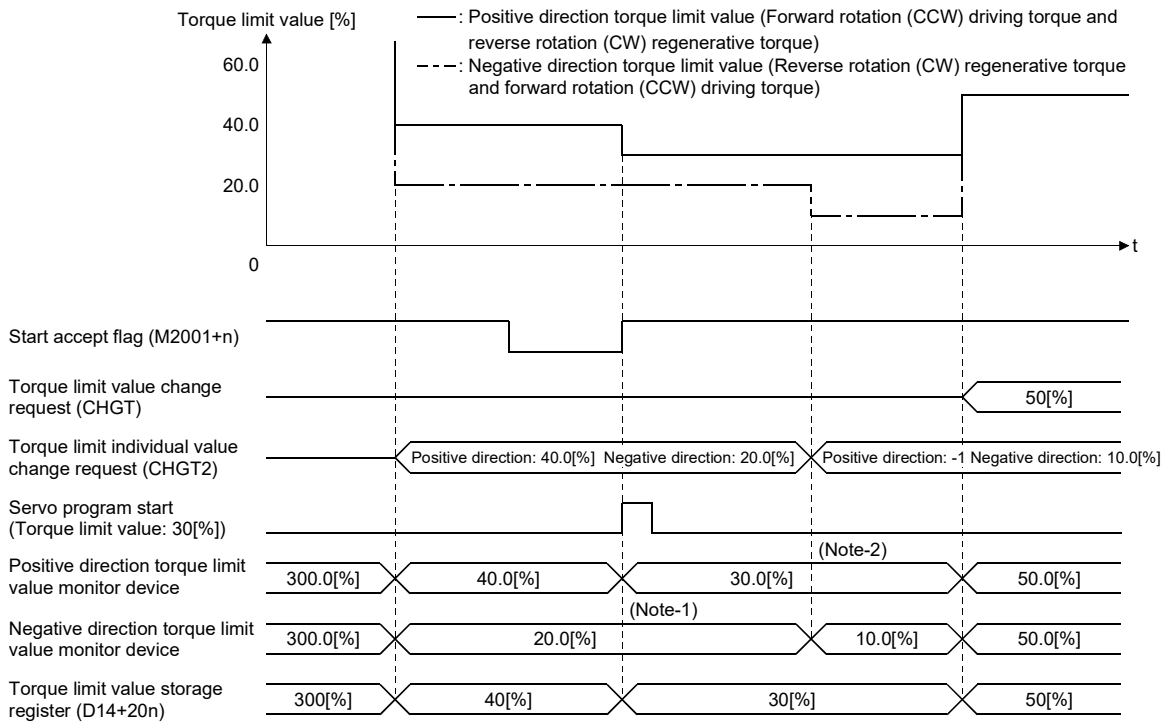 Torque limit value [%]
: Positive direction torque limit value (Forward rotation (CCW) driving torque and
reverse rotation (CW) regenerative torque)
: Negative direction torque limit value (Reverse rotation (CW) regenerative torque
and forward rotation (CCW) driving torque)
60.0
40.0
20.0
0
t
Start accept flag (M2001+n)
Torque limit value change
request (CHGT)
50[%]
Torque limit individual value
change request (CHGT2)
Positive direction: 40.0[%] Negative direction: 20.0[%]
Positive direction: -1 Negative direction: 10.0[%]
Servo program start
(Torque limit value: 30[%])
(Note-2)
Positive direction torque limit
value monitor device
300.0[%] 40.0[%] 30.0[%] 50.0[%]
(Note-1)
Negative direction torque limit
value monitor device
300.0[%] 20.0[%] 10.0[%] 50.0[%]
Torque limit value storage
register (D14+20n)
300[%] 40[%] 30[%] 50[%]